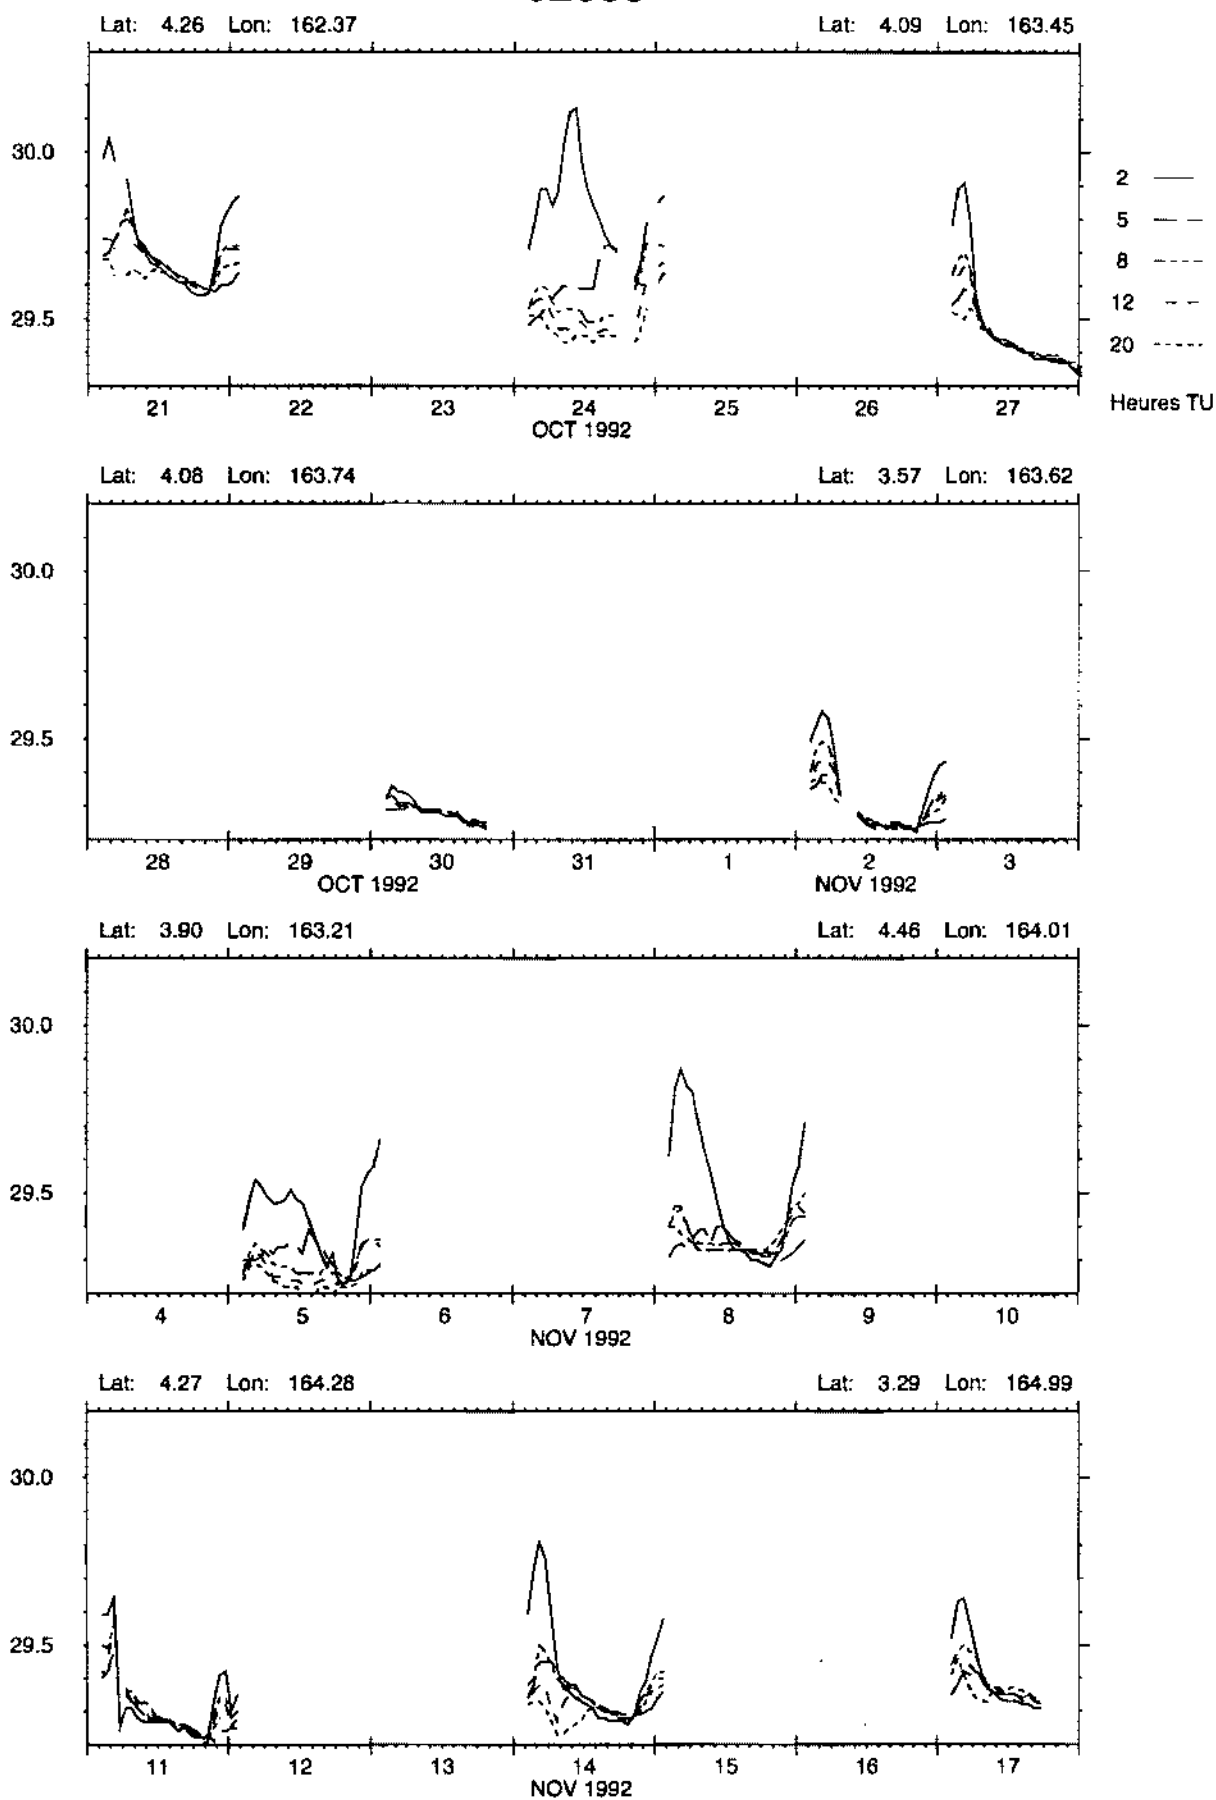 Lat: 4.26 Lon: 162.37 Lat: 4.09 Lon: 163.45
30.0
29.5
2
5
8
12
20
Heures TU
21 22 23 24 25 26 27
OCT 1992
Lat: 4.08 Lon: 163.74 Lat: 3.57 Lon: 163.62
30.0
29.5
28 29 30 31 1 2 3
OCT 1992 NOV 1992
Lat: 3.90 Lon: 163.21 Lat: 4.46 Lon: 164.01
30.0
29.5
4 5 6 7 8 9 10
NOV 1992
Lat: 4.27 Lon: 164.28 Lat: 3.29 Lon: 164.99
30.0
29.5
11 12 13 14 15 16 17
NOV 1992